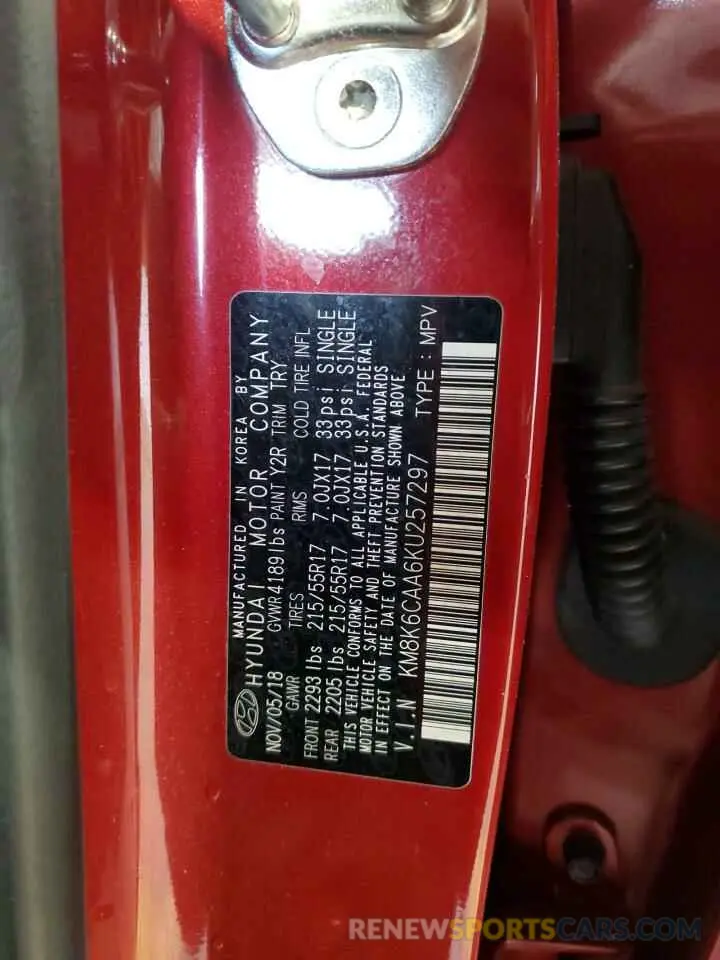 MANUFACTURED IN KOREA BY
HYUNDAI MOTOR COMPANY
NOV/05/18 GVWR 4189 lbs PAINT Y2R TRIM TRY
GAWR TIRES RIMS COLD TIRE INFL
FRONT 2293 lbs 215/55R17 7.0JX17 33psi SINGLE
REAR 2205 lbs 215/55R17 7.0JX17 33psi SINGLE
THIS VEHICLE CONFORMS TO ALL APPLICABLE U.S.A. FEDERAL
MOTOR VEHICLE SAFETY AND THEFT PREVENTION STANDARDS
IN EFFECT ON THE DATE OF MANUFACTURE SHOWN ABOVE
V.I.N KM8K6CAA6KU257297 TYPE : MPV
RENEWSPORTSCARS.COM